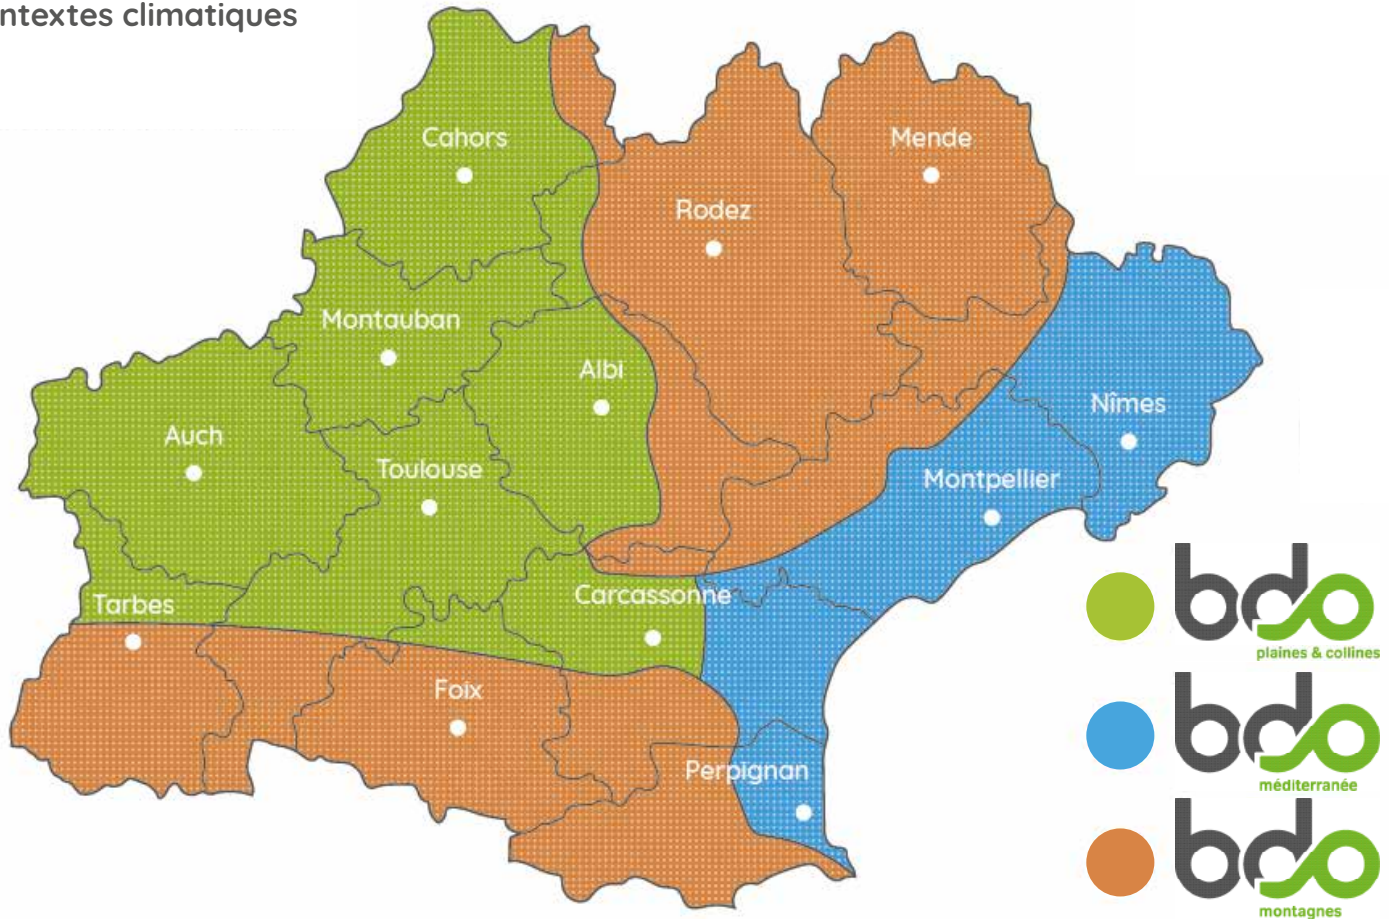 ntextes climatiques
Cahors
Mende
Rodez
Montauban
Albi
Nîmes
Auch
Toulouse
Montpellier
Carcassonne
Tarbes
Foix
Perpignan
bdo
plaines & collines
bdo
méditerranée
bdo
montagnes